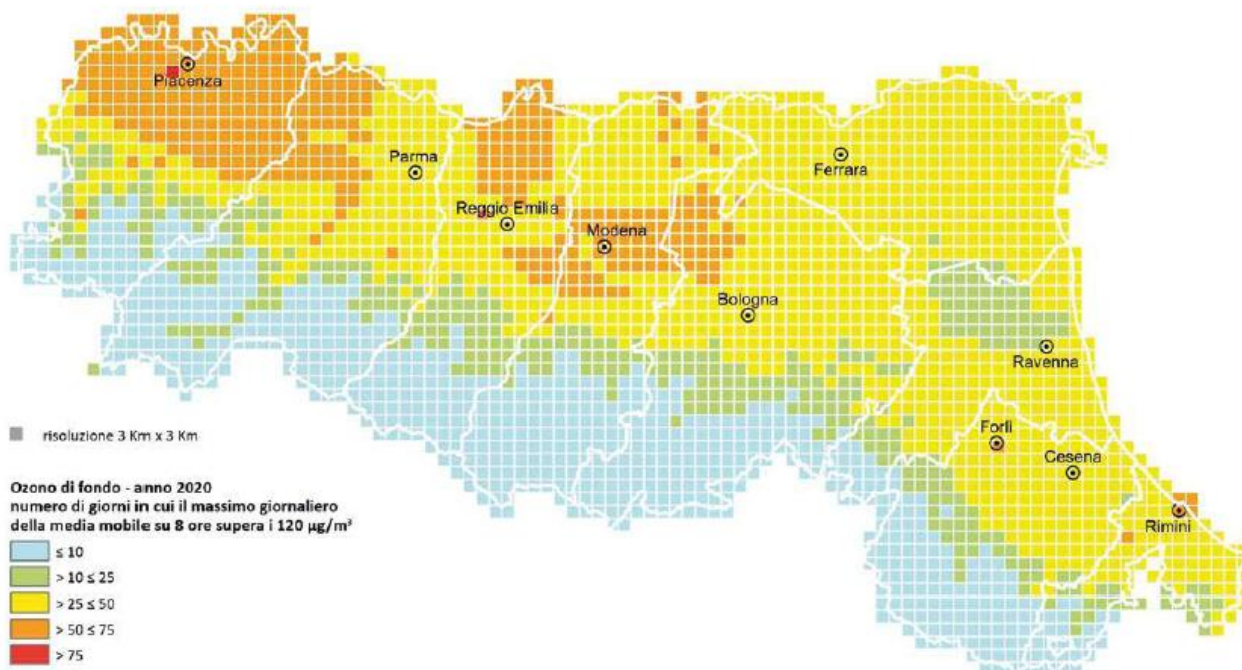 Piacenza
Parma
Ferrara
Reggio Emilia
Modena
Bologna
Ravenna
Forlì
Cesena
Rimini
risoluzione 3 Km x 3 Km
Ozono di fondo - anno 2020
numero di giorni in cui il massimo giornaliero
della media mobile su 8 ore supera i 120 µg/m³
≤ 10
> 10 ≤ 25
> 25 ≤ 50
> 50 ≤ 75
> 75